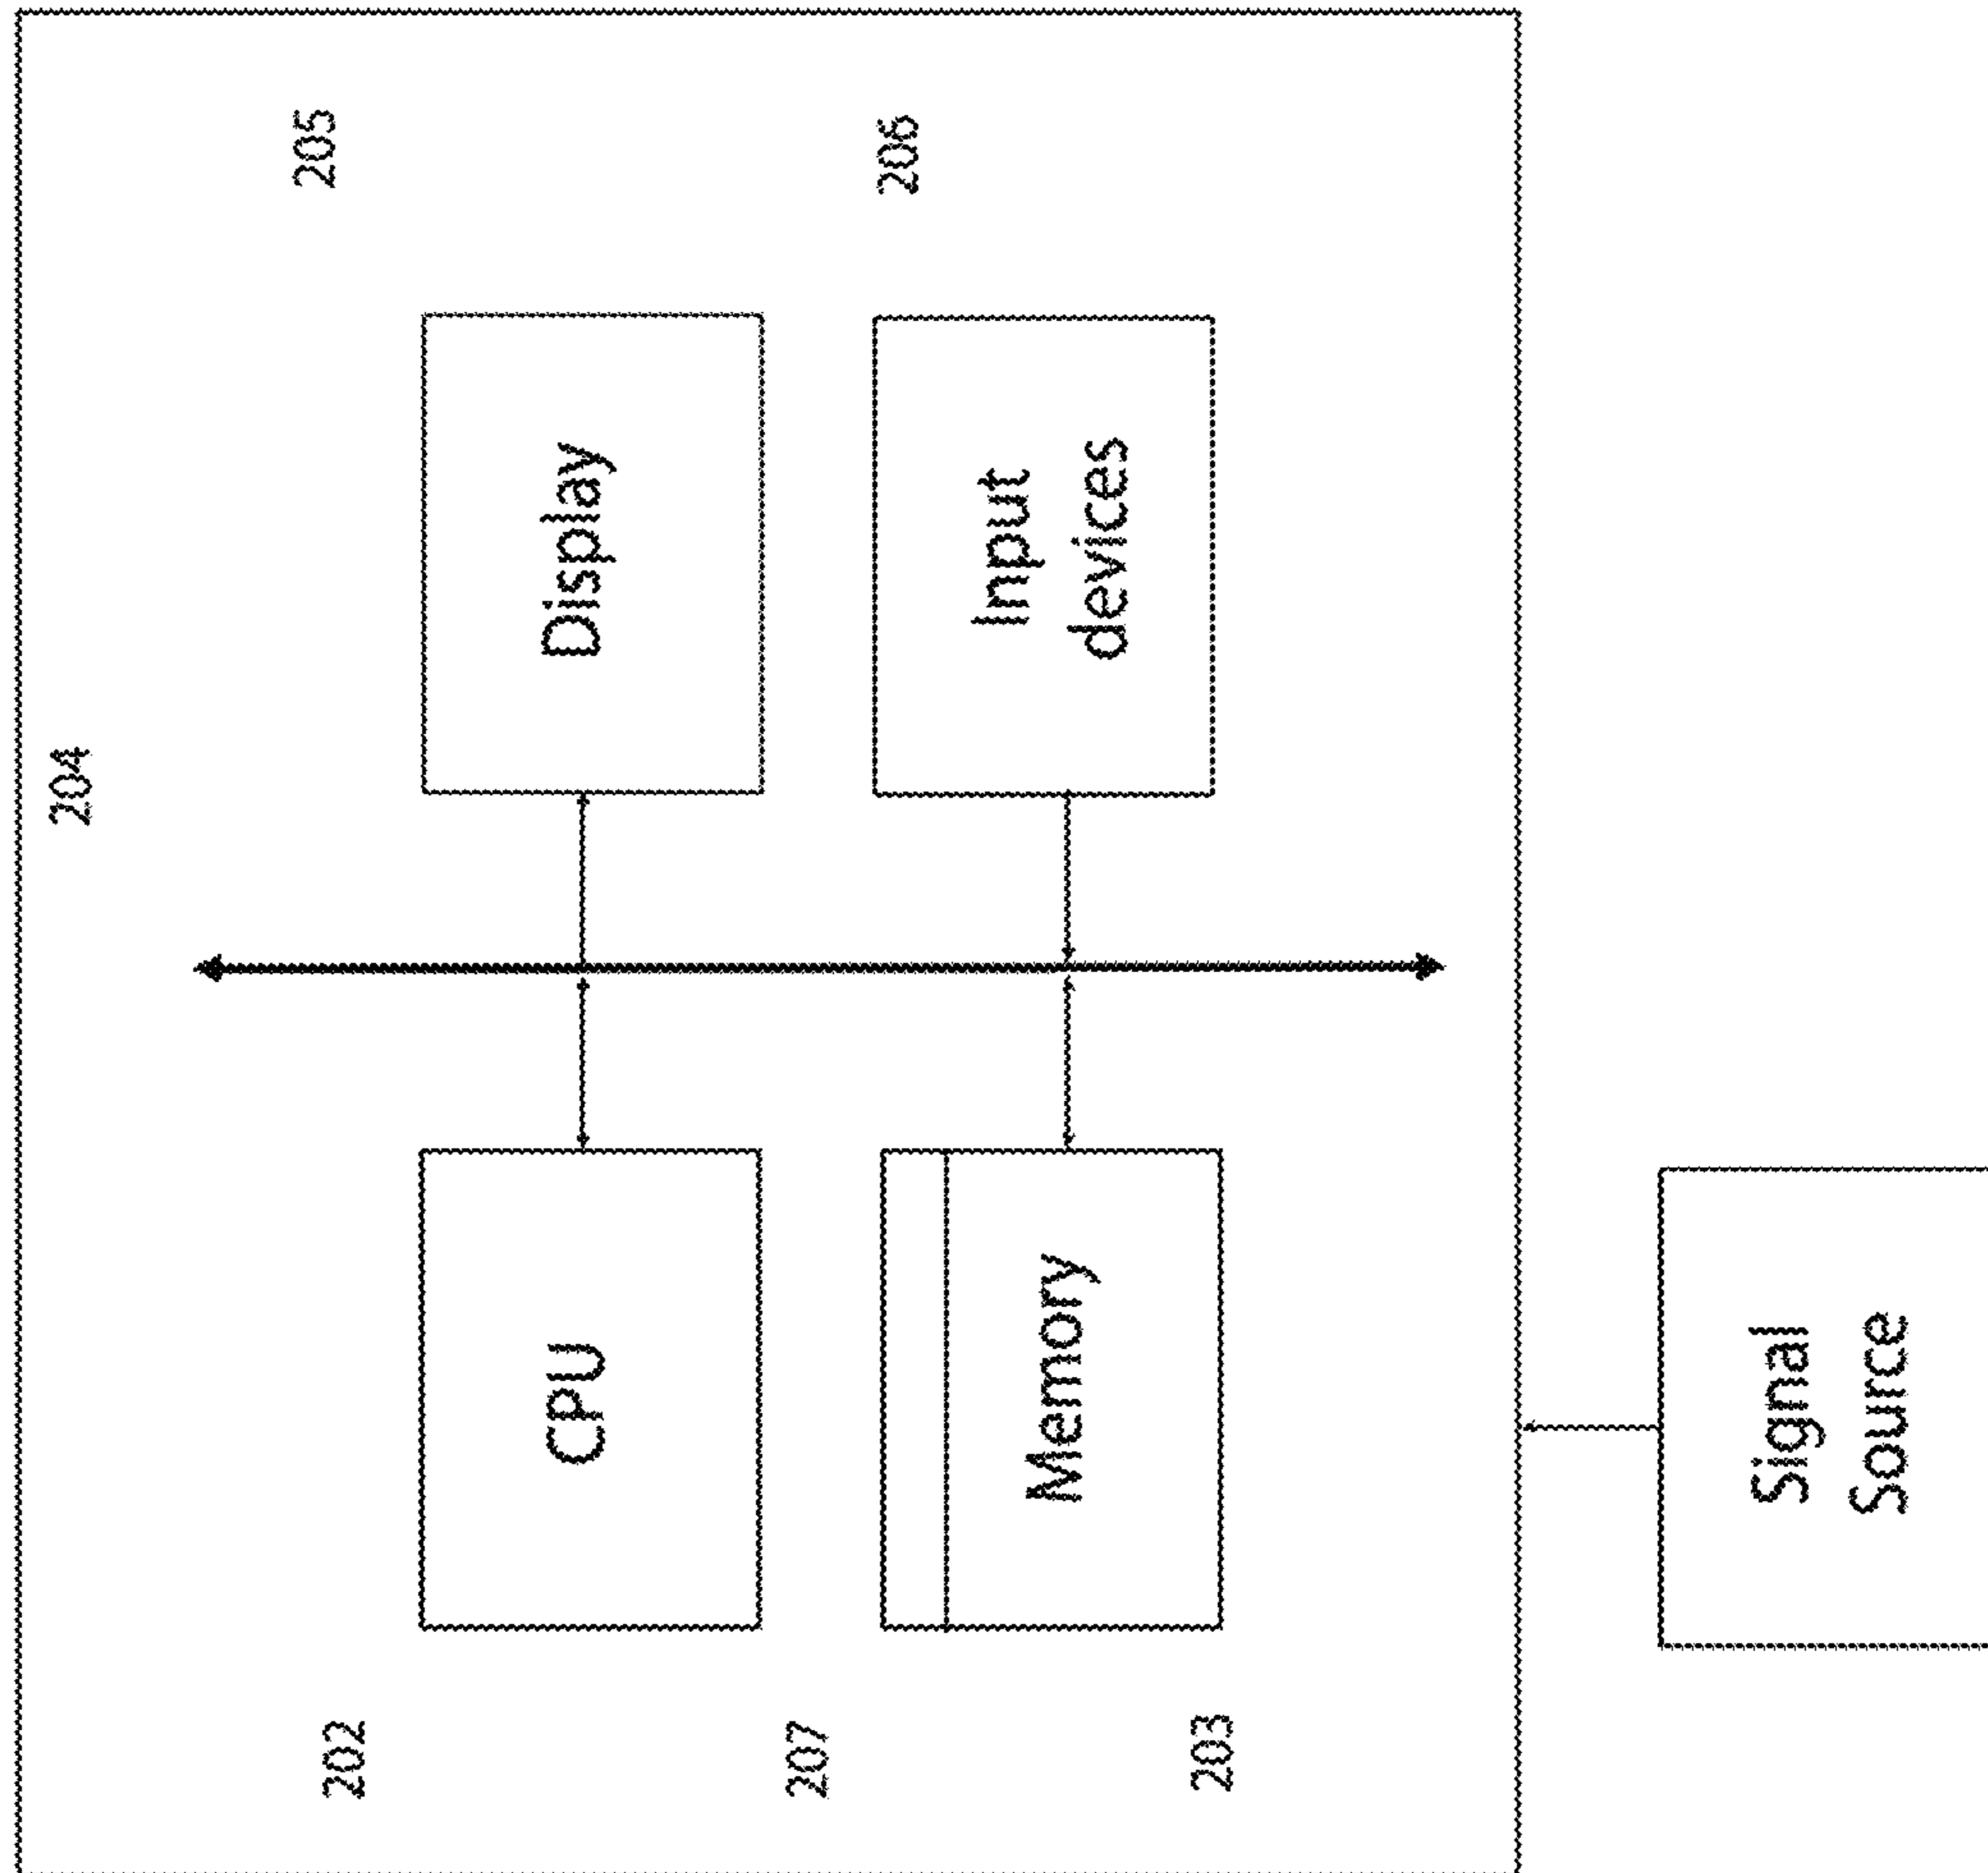 204
202
205
CPU
Display
207
206
Memory
Input
devices
203
Signal
Source